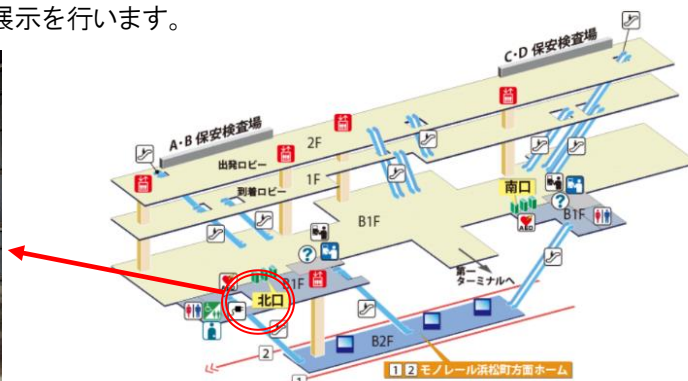 展示を行います。
C・D 保安検査場
A・B 保安検査場
2F
出発ロビー
1F
到着ロビー
南口
B1F
B1F
AED
第一
ターミナルへ
AED
B1F
北口
B2F
2
1 2 モノレール浜松町方面ホーム
1